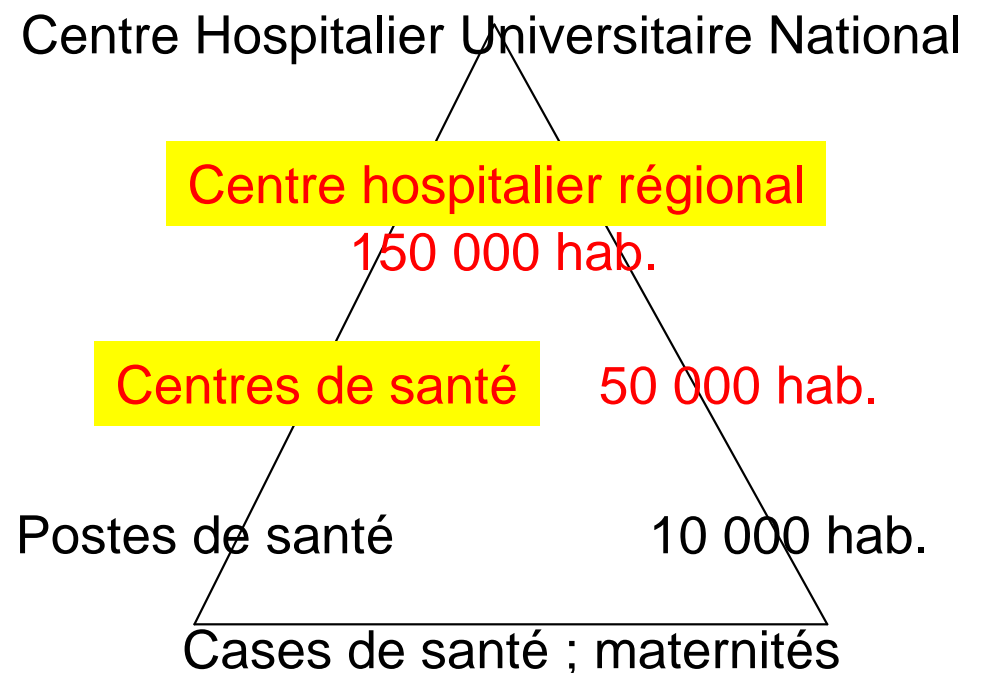 Centre Hospitalier Universitaire National
Centre hospitalier régional
150 000 hab.
Centres de santé 50 000 hab.
Postes de santé 10 000 hab.
Cases de santé ; maternités